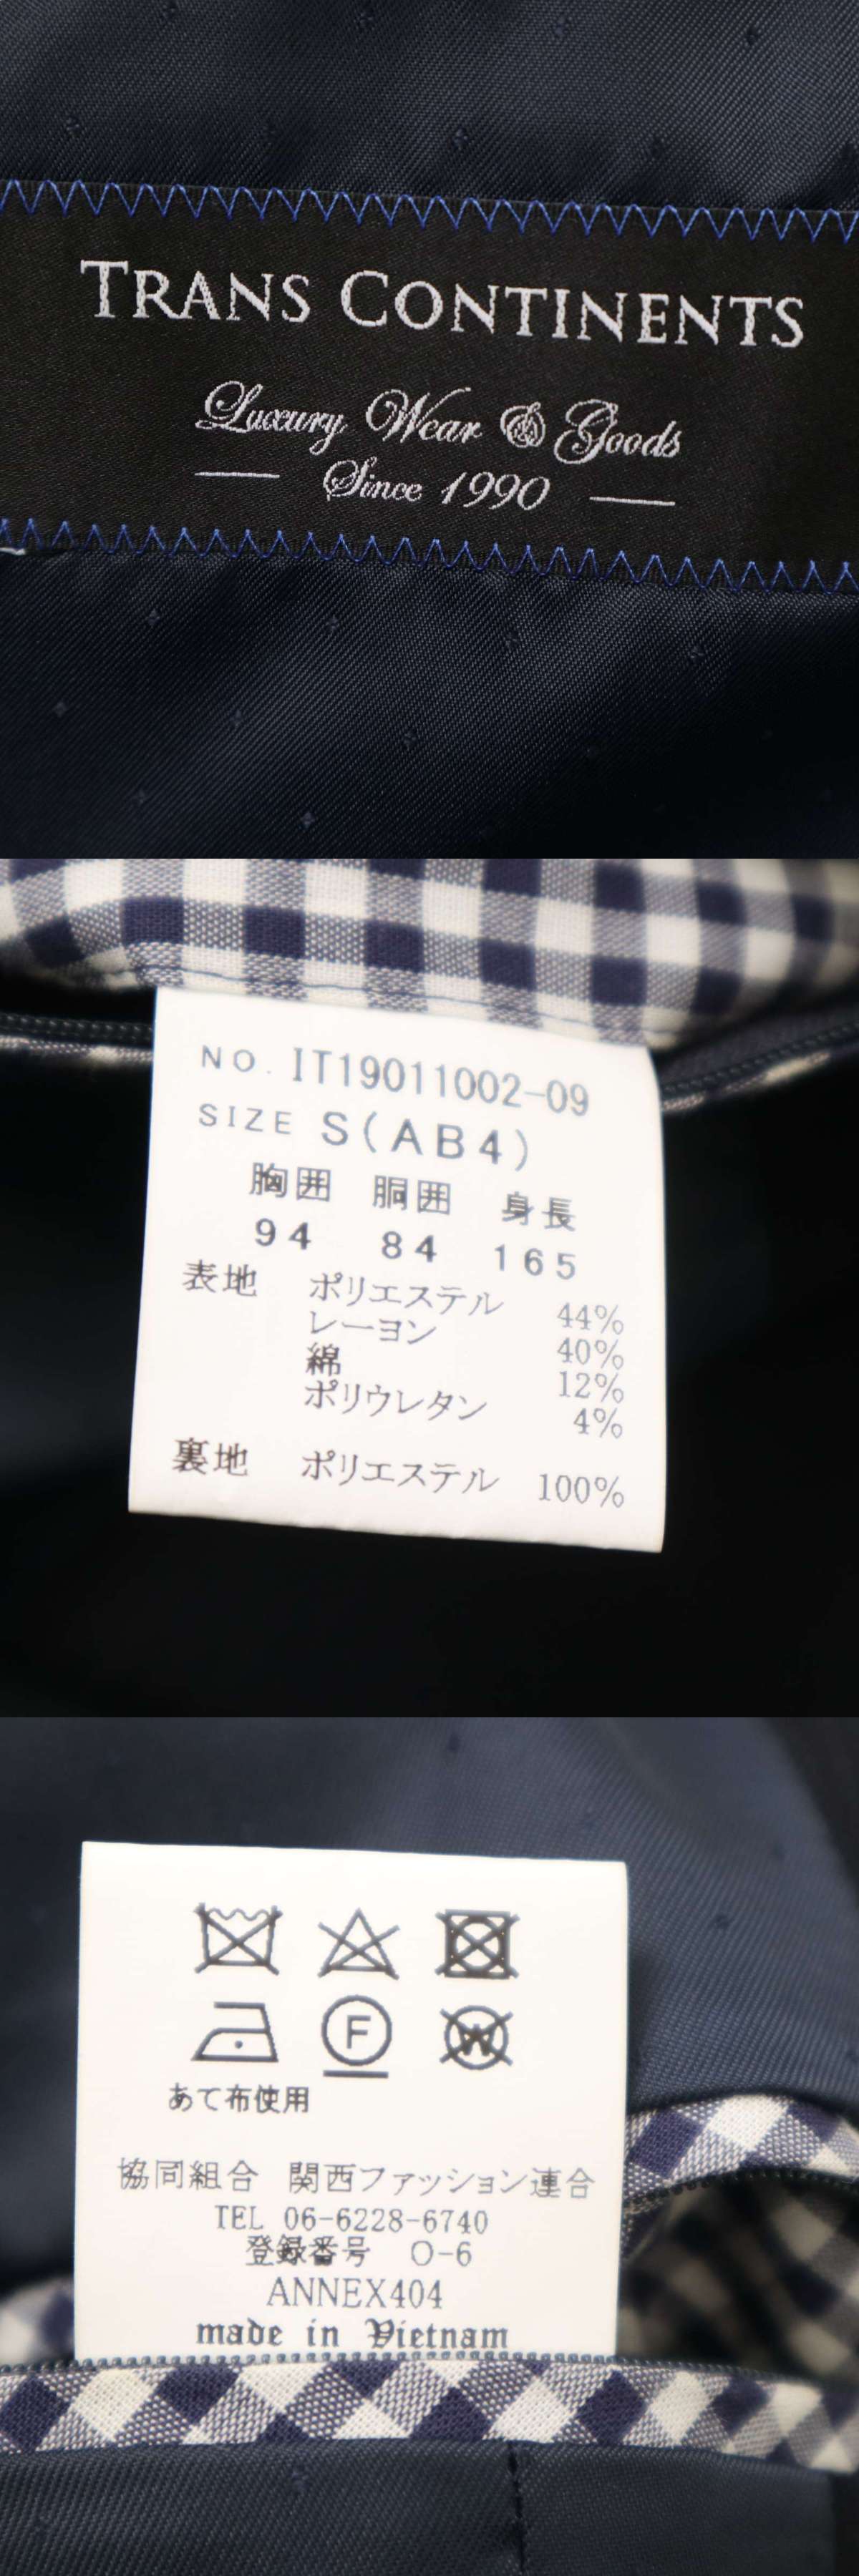 TRANS CONTINENTS
Luxury Wear & Goods
Since 1990
NO. IT19011002-09
SIZE S(AB4)
胸囲 胴囲 身長
94 84 165
表地 ポリエステル 44%
レーヨン 40%
綿 12%
ポリウレタン 4%
裏地 ポリエステル 100%
F W
あて布使用
協同組合 関西ファッション連合
TEL 06-6228-6740
登録番号 O-6
ANNEX404
made in Vietnam